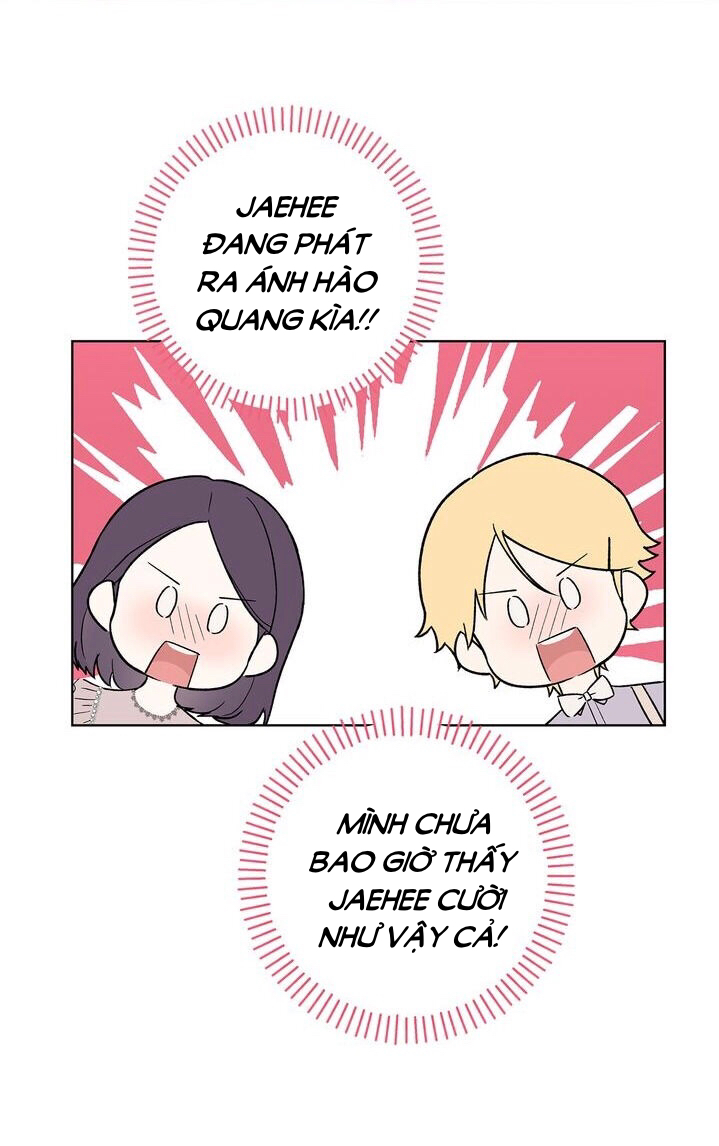 JAEHEE
ĐANG PHÁT
RA ÁNH HÀO
QUANG KÌA!!
MÌNH CHƯA
BAO GIỜ THẤY
JAEHEE CƯỜI
NHƯ VẬY CẢ!